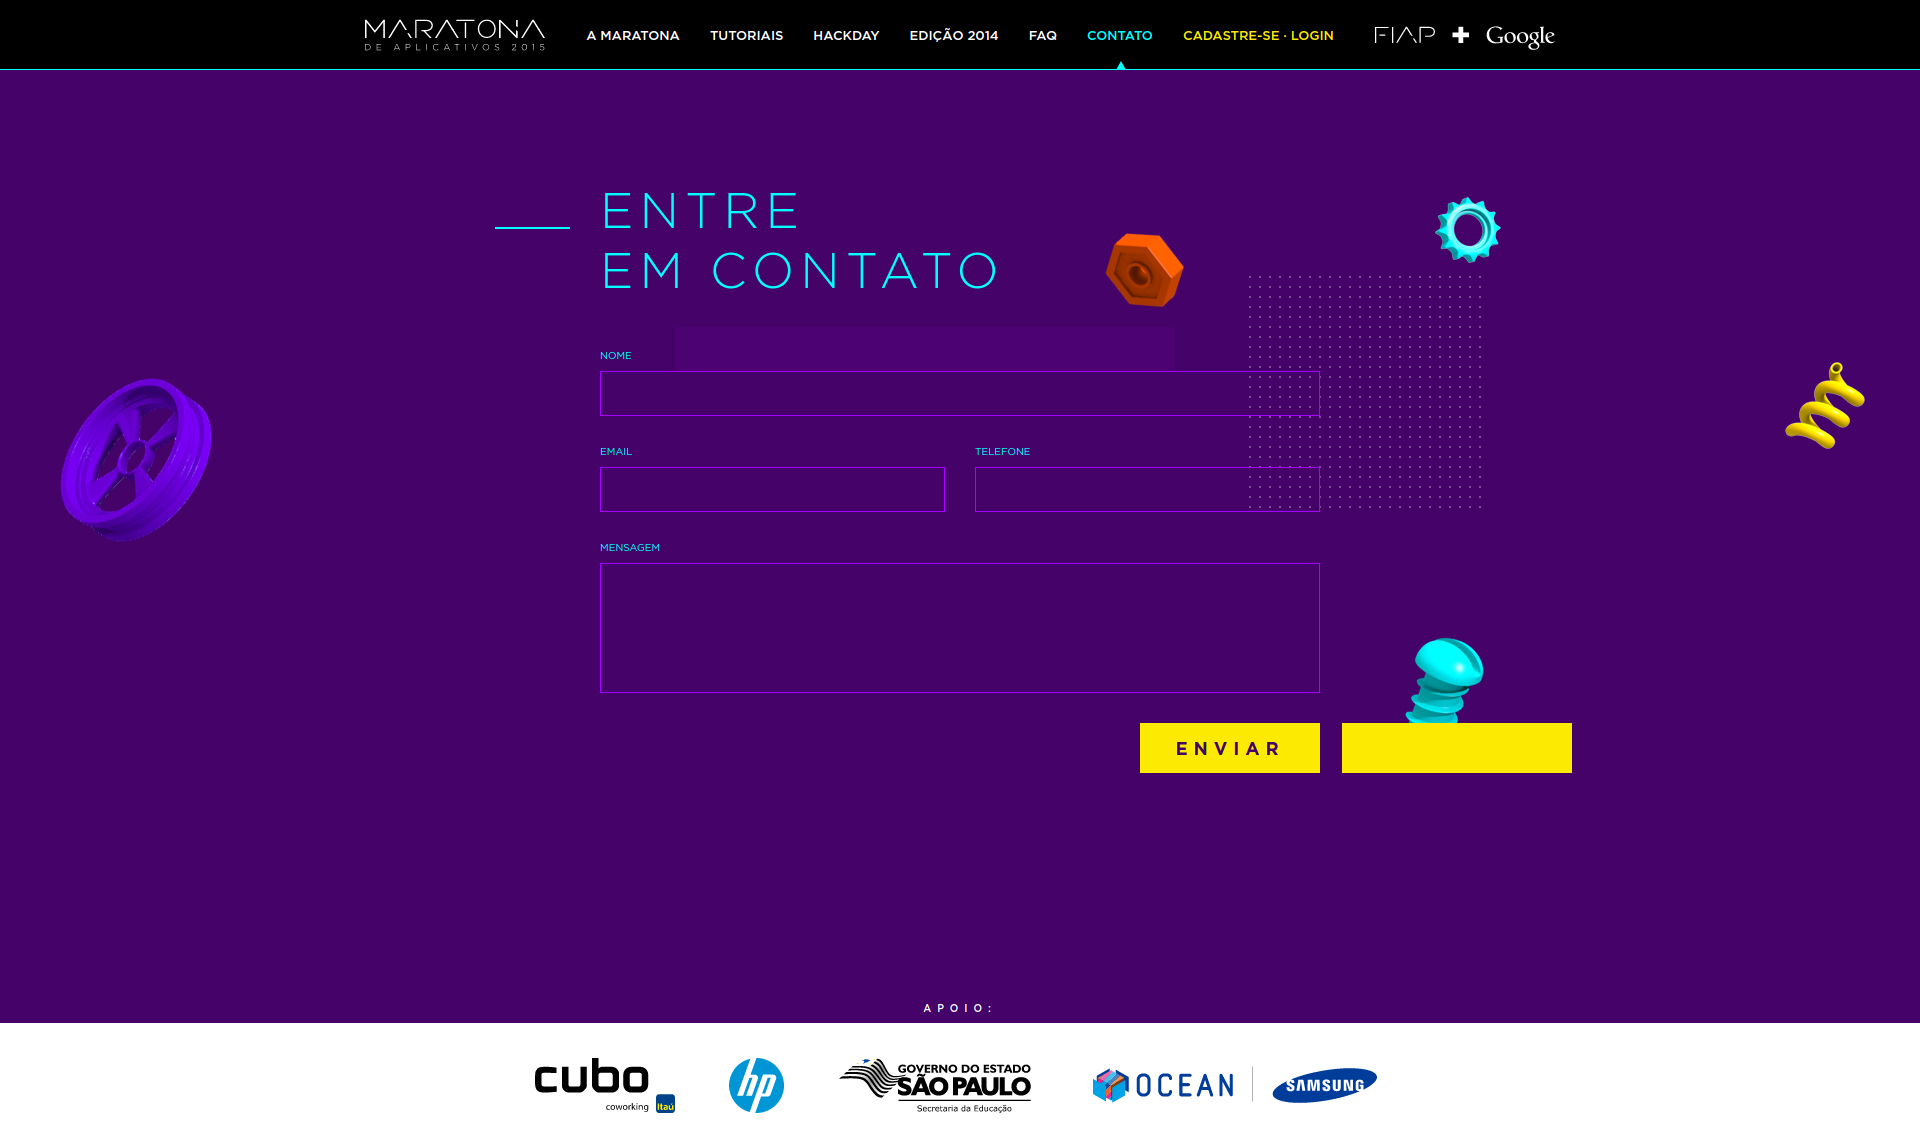 MARATONA
DE APLICATIVOS 2015
A MARATONA
TUTORIAIS
HACKDAY
EDIÇÃO 2014
FAQ
CONTATO
CADASTRE-SE · LOGIN
FIAP + Google
ENTRE
EM CONTATO
NOME
EMAIL
TELEFONE
MENSAGEM
ENVIAR
APOIO:
cubo
coworking Itaú
hp
GOVERNO DO ESTADO
SÃO PAULO
Secretaria da Educação
OCEAN
SAMSUNG